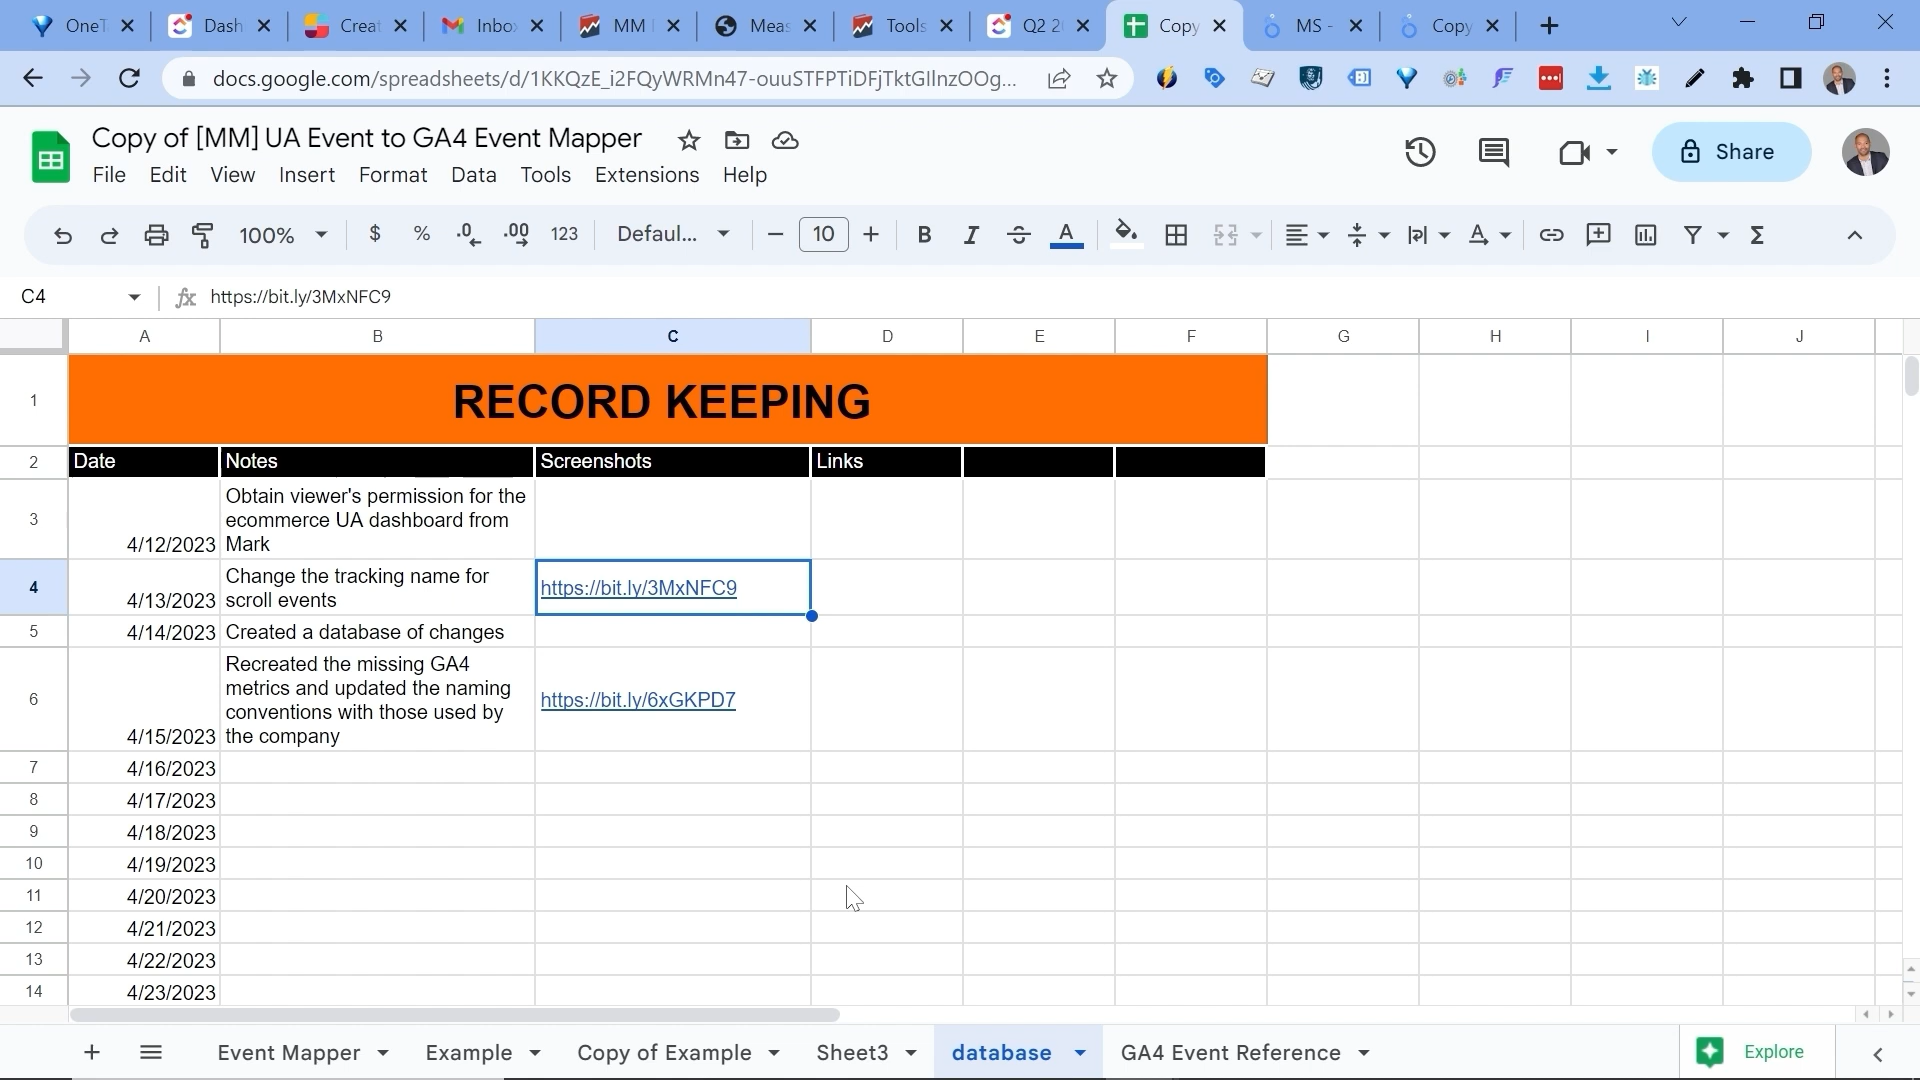 OneT
Dash
Creat
Inbo
MM
Meas
Tools
Q2 2
Copy
MS -
Copy
docs.google.com/spreadsheets/d/1KKQzE_i2FQyWRMn47-ouuSTFPTiDFjTktGIlnzOOg...
Copy of [MM] UA Event to GA4 Event Mapper
File Edit View Insert Format Data Tools Extensions Help
Share
100% $ % .0 .00 123 Defaul... 10 B I A
C4 fx https://bit.ly/3MxNFC9
A B C D E F G H I J
1 RECORD KEEPING
2 Date Notes Screenshots Links
3 4/12/2023 Obtain viewer's permission for the
ecommerce UA dashboard from
Mark
4 4/13/2023 Change the tracking name for
scroll events
https://bit.ly/3MxNFC9
5 4/14/2023 Created a database of changes
6 4/15/2023 Recreated the missing GA4
metrics and updated the naming
conventions with those used by
the company
https://bit.ly/6xGKPD7
7 4/16/2023
8 4/17/2023
9 4/18/2023
10 4/19/2023
11 4/20/2023
12 4/21/2023
13 4/22/2023
14 4/23/2023
Event Mapper Example Copy of Example Sheet3 database GA4 Event Reference Explore